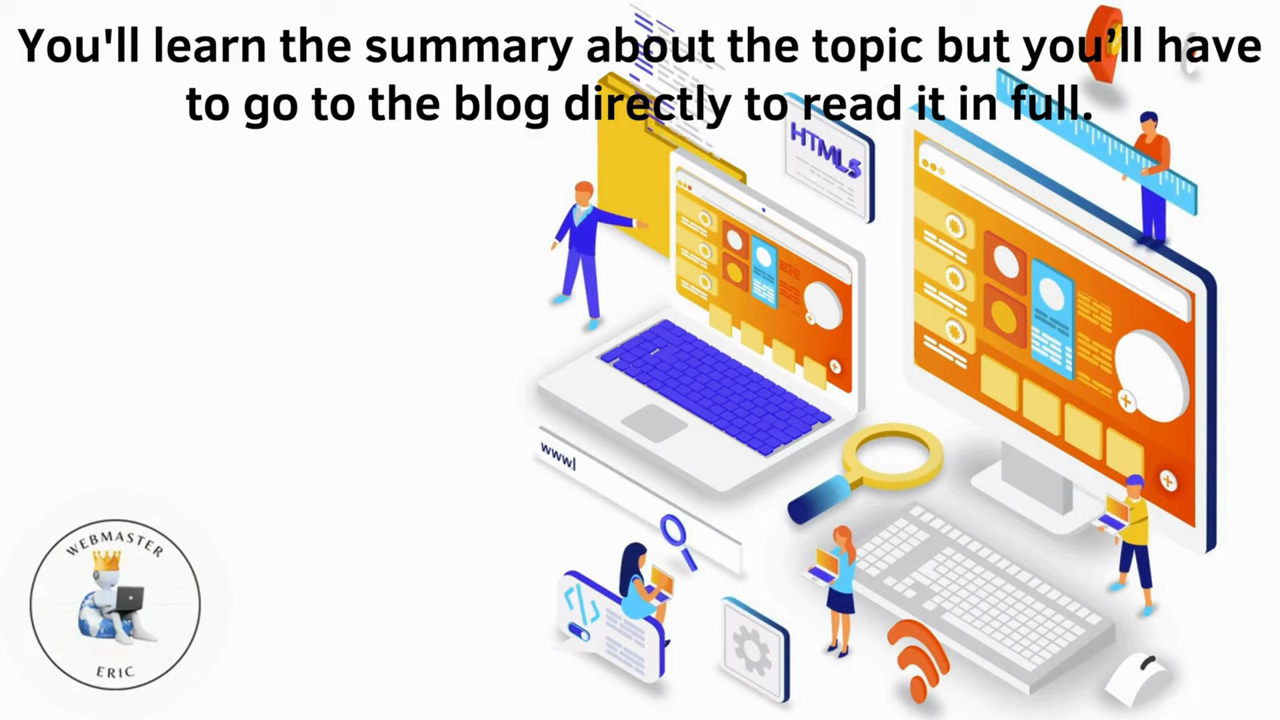 You'll learn the summary about the topic but you'll have
to go to the blog directly to read it in full.
HTML5
www|
</>
WEBMASTER
ERIC